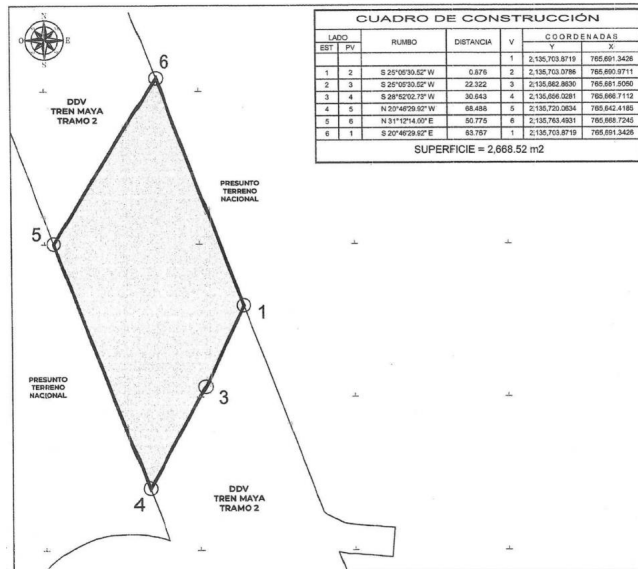 CUADRO DE CONSTRUCCIÓN
LADO RUMBO DISTANCIA V COORDENADAS
EST PV Y X
1 2,135,703.8719 765,691.3426
1 2 S 25°05'30.52" W 0.876 2 2,135,703.0786 765,690.9711
2 3 S 25°05'30.52" W 22.322 3 2,135,682.8630 765,681.5050
3 4 S 28°52'02.73" W 30.643 4 2,135,656.0281 765,666.7112
4 5 N 20°46'29.92" W 68.488 5 2,135,720.0634 765,642.4185
5 6 N 31°12'14.00" E 50.775 6 2,135,763.4931 765,668.7245
6 1 S 20°46'29.92" E 63.767 1 2,135,703.8719 765,691.3426
SUPERFICIE = 2,668.52 m2
N
O E
S
6
DDV
TREN MAYA
TRAMO 2
PRESUNTO
TERRENO
NACIONAL
5
1
PRESUNTO
TERRENO
NACIONAL
3
4
DDV
TREN MAYA
TRAMO 2